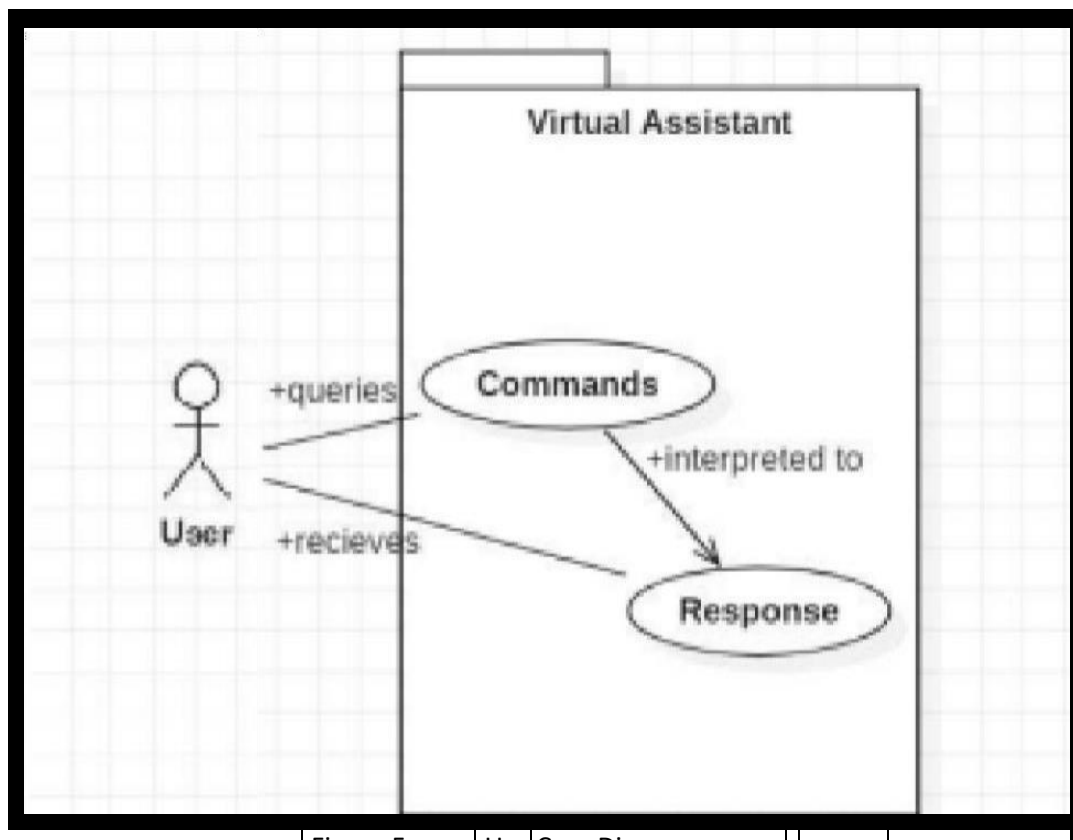 Virtual Assistant
+queries
Commands
+interpreted to
User
+recieves
Response